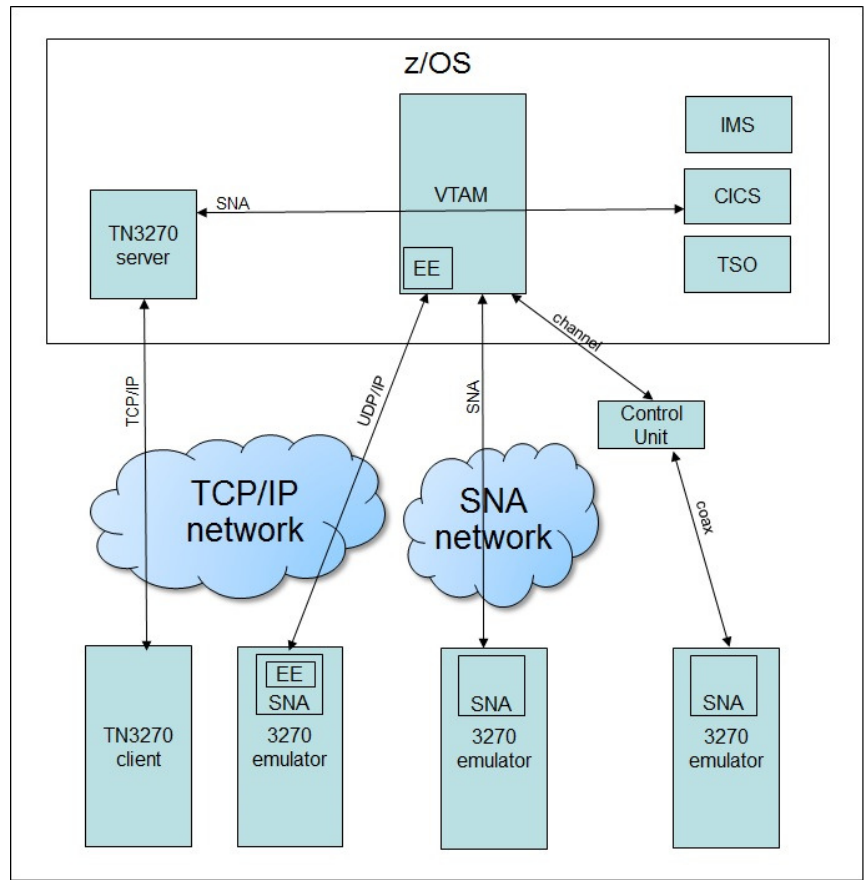 z/OS
IMS
VTAM
CICS
SNA
TN3270
server
TSO
EE
channel
TCP/IP
UDP/IP
SNA
Control
Unit
TCP/IP
network
SNA
network
coax
EE
SNA
SNA
SNA
TN3270
client
3270
emulator
3270
emulator
3270
emulator